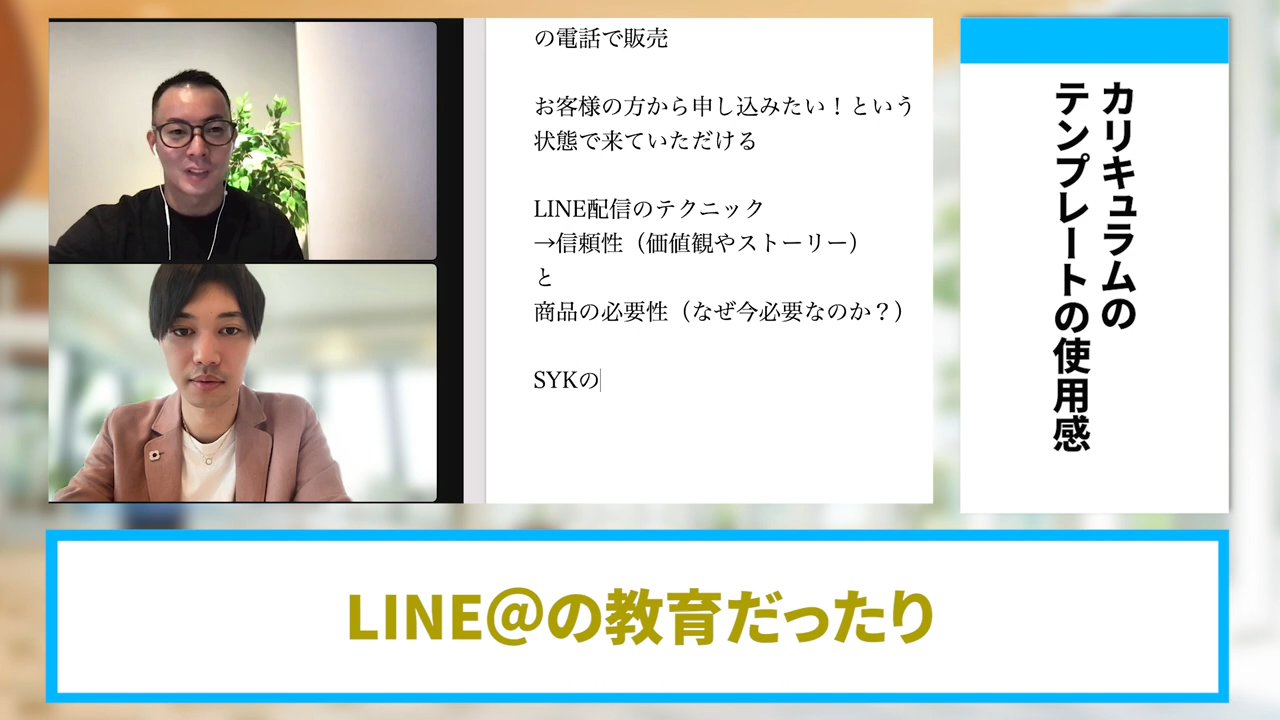 の電話で販売
お客様の方から申し込みたい！という
状態で来ていただける
LINE配信のテクニック
→信頼性（価値観やストーリー）
と
商品の必要性（なぜ今必要なのか？）
SYKの
カリキュラムの
テンプレートの使用感
LINE@の教育だったり